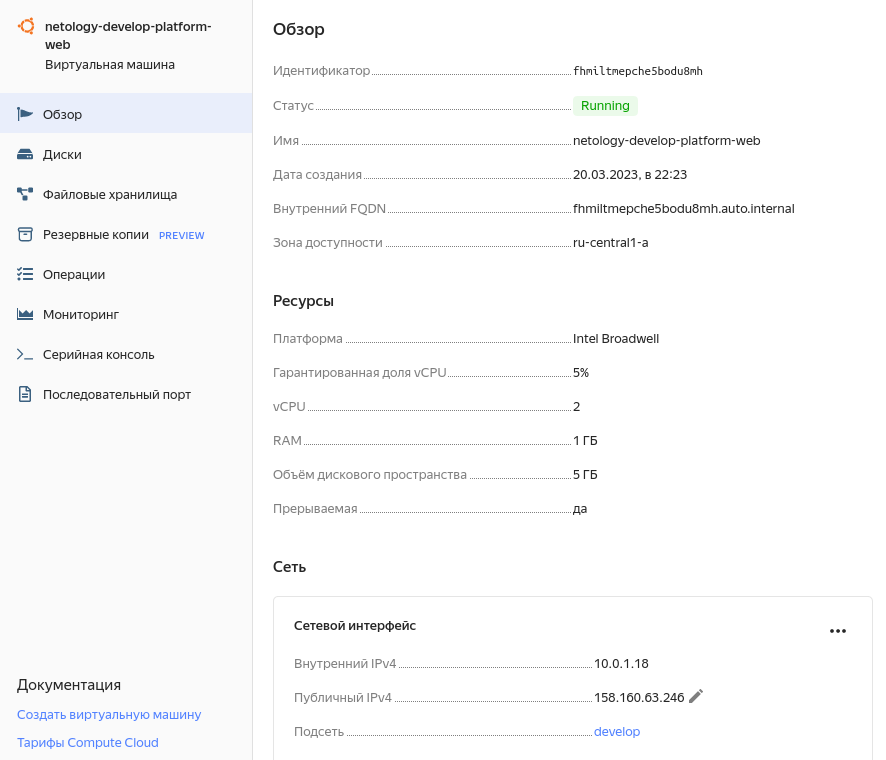 netology-develop-platform-
web
Виртуальная машина
Обзор
Диски
Файловые хранилища
Резервные копии PREVIEW
Операции
Мониторинг
Серийная консоль
Последовательный порт
Документация
Создать виртуальную машину
Тарифы Compute Cloud
Обзор
Идентификатор fhmiltmepche5bodu8mh
Статус Running
Имя netology-develop-platform-web
Дата создания 20.03.2023, в 22:23
Внутренний FQDN fhmiltmepche5bodu8mh.auto.internal
Зона доступности ru-central1-a
Ресурсы
Платформа Intel Broadwell
Гарантированная доля vCPU 5%
vCPU 2
RAM 1 ГБ
Объём дискового пространства 5 ГБ
Прерываемая да
Сеть
Сетевой интерфейс
Внутренний IPv4 10.0.1.18
Публичный IPv4 158.160.63.246
Подсеть develop